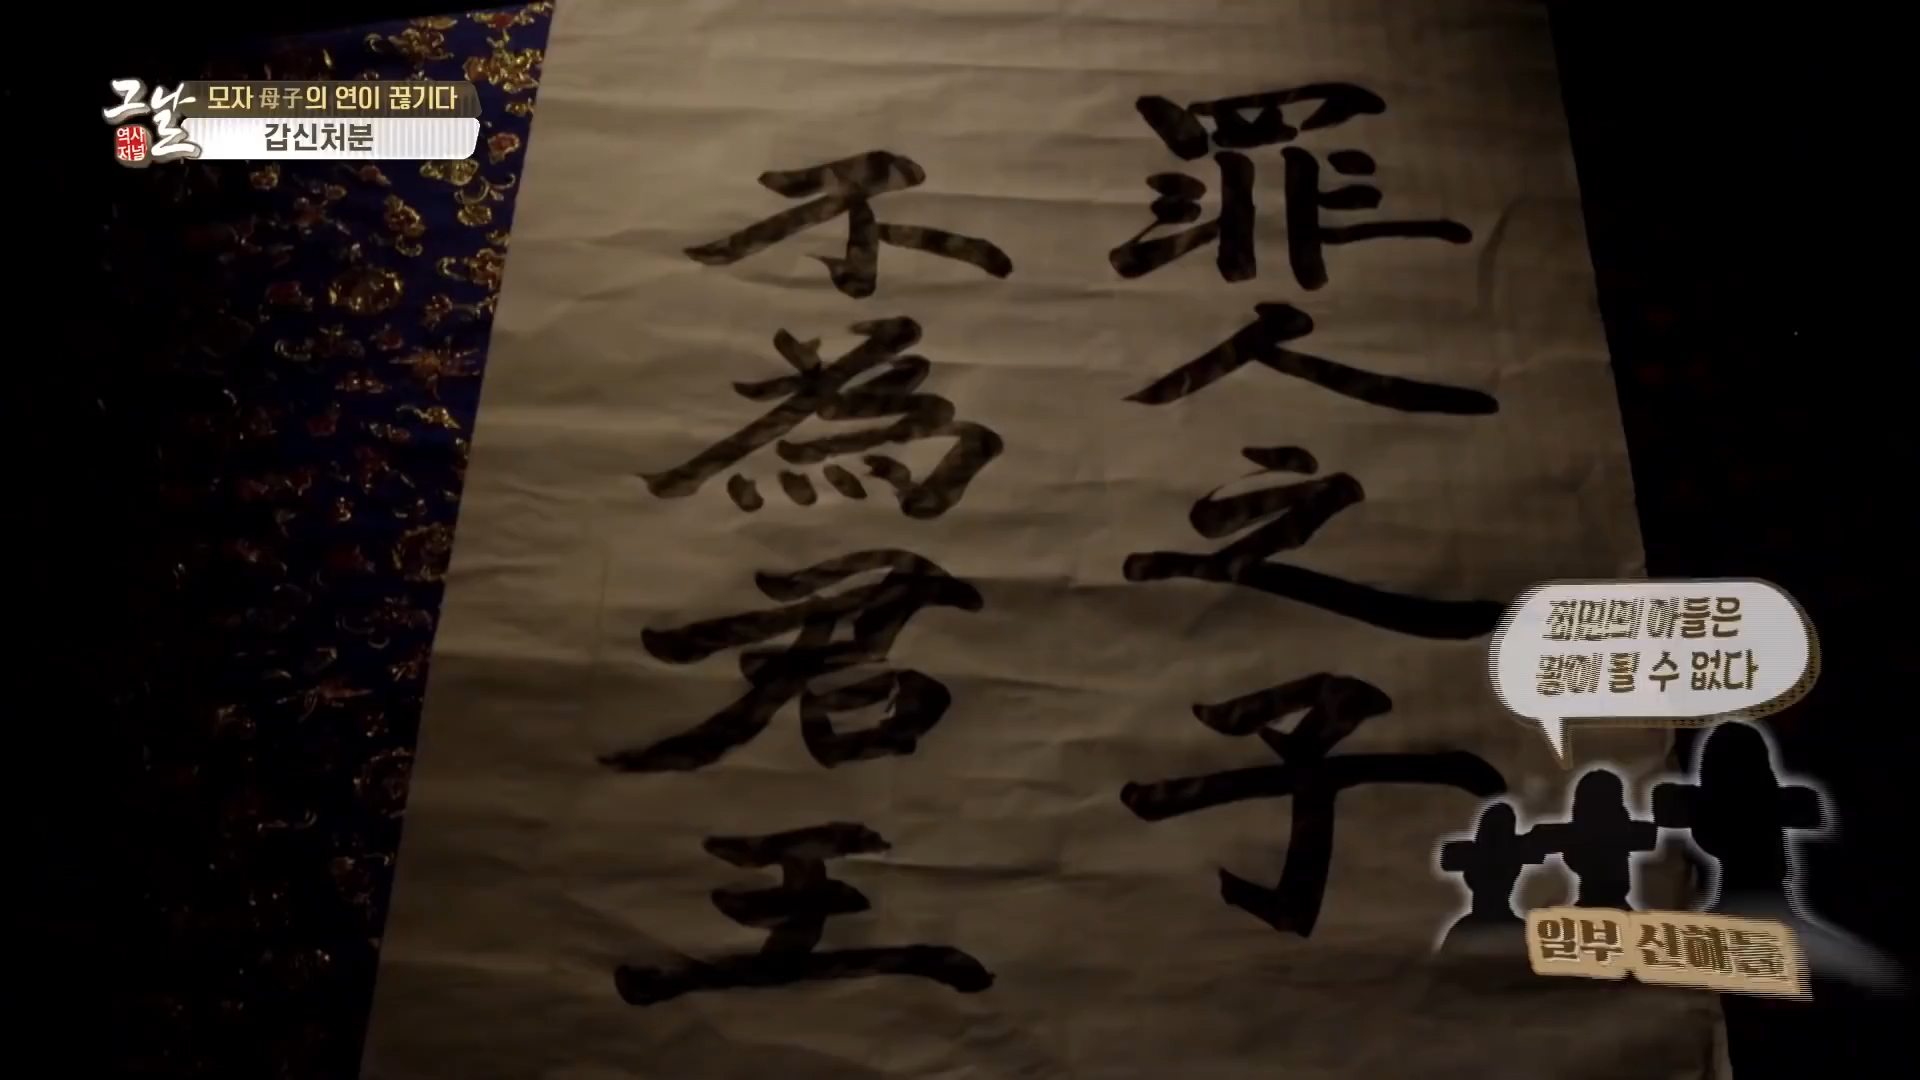 그날
역사
저널
모자母子의 연이 끊기다
갑신처분
罪人之子
不為君王
죄인의 아들은
왕이 될 수 없다
일부 신하들